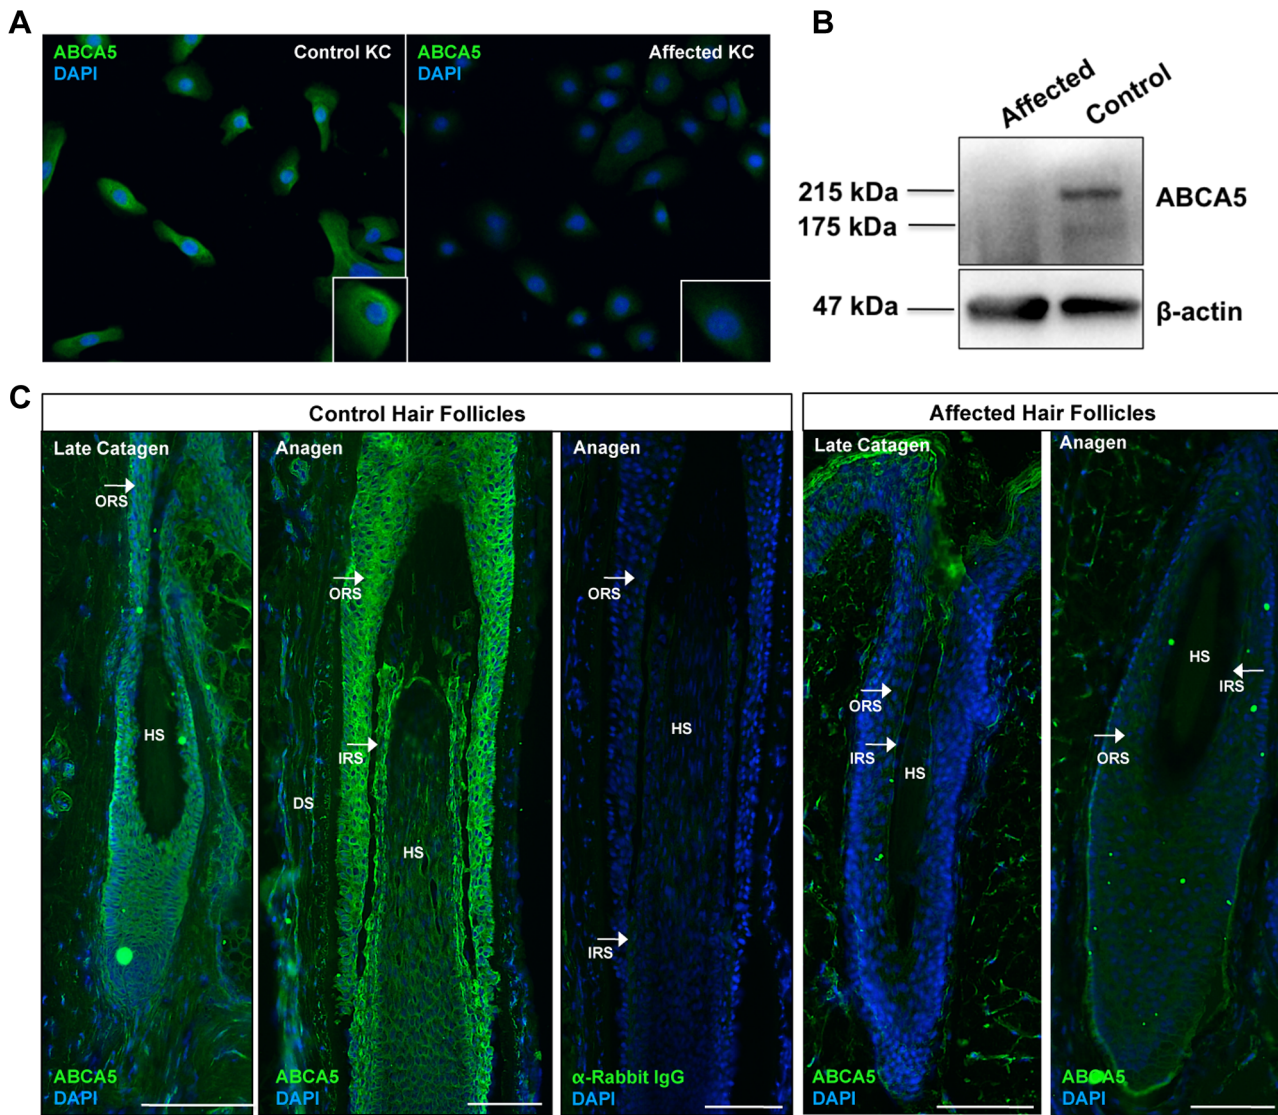 A
ABCA5
DAPI
Control KC
ABCA5
DAPI
Affected KC
B
Affected
Control
215 kDa
175 kDa
ABCA5
47 kDa
β-actin
C
Control Hair Follicles
Affected Hair Follicles
Late Catagen
ORS
HS
ABCA5
DAPI
Anagen
ORS
IRS
DS
HS
ABCA5
DAPI
Anagen
ORS
HS
IRS
α-Rabbit IgG
DAPI
Late Catagen
ORS
IRS
HS
ABCA5
DAPI
Anagen
HS
IRS
ORS
ABCA5
DAPI